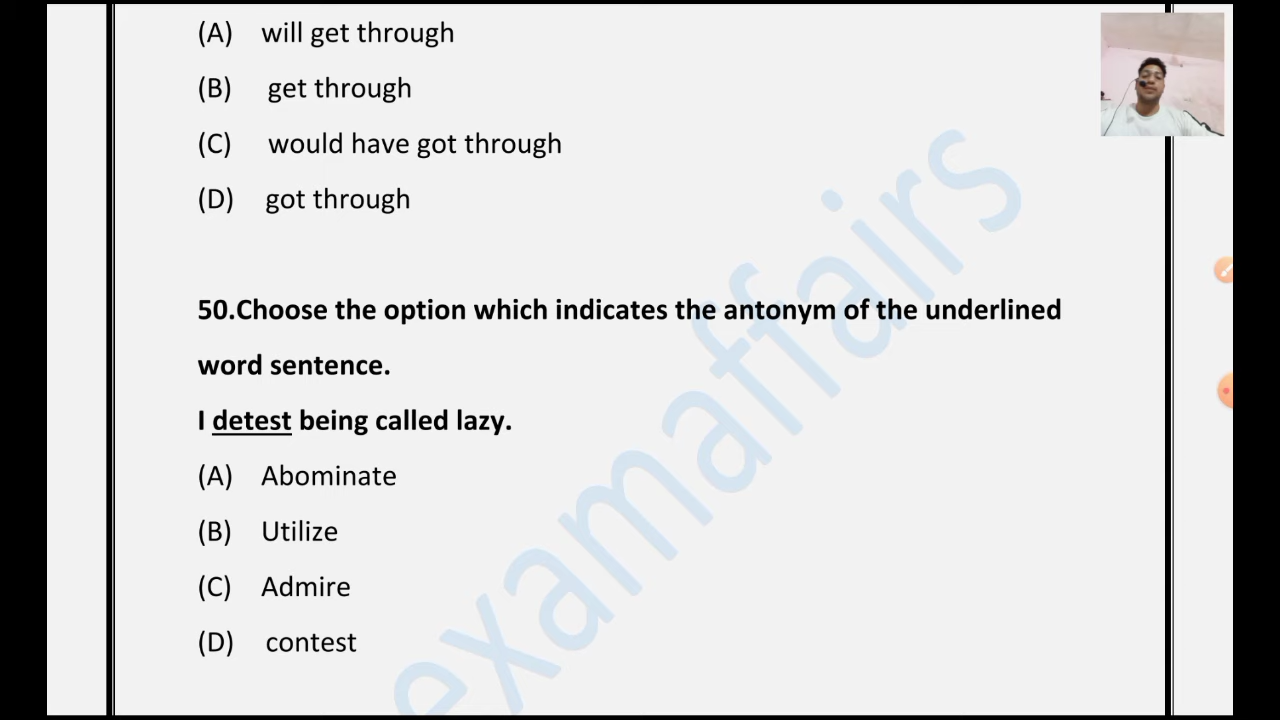 (A) will get through
(B) get through
(C) would have got through
(D) got through
50.Choose the option which indicates the antonym of the underlined
word sentence.
I detest being called lazy.
(A) Abominate
(B) Utilize
(C) Admire
(D) contest
examaffairs